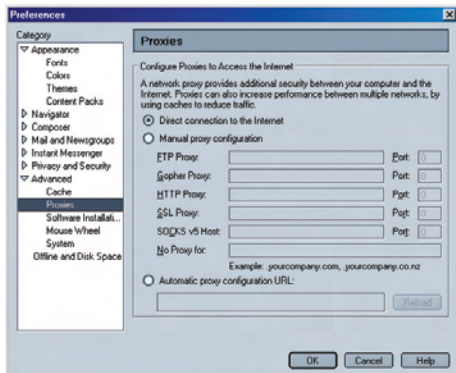 Preferences
Category
Appearance
Fonts
Colors
Themes
Content Packs
Navigator
Composer
Mail and Newsgroups
Instant Messenger
Privacy and Security
Advanced
Cache
Proxies
Software Installati...
Mouse Wheel
System
Offline and Disk Space
Proxies
Configure Proxies to Access the Internet
A network proxy provides additional security between your computer and the
Internet. Proxies can also increase performance between multiple networks, by
using caches to reduce traffic.
Direct connection to the Internet
Manual proxy configuration
FTP Proxy: Port: 0
Gopher Proxy: Port: 0
HTTP Proxy: Port: 0
SSL Proxy: Port: 0
SOCKS v5 Host: Port: 0
No Proxy for:
Example: .yourcompany.com, .yourcompany.co.nz
Automatic proxy configuration URL:
Reload
OK Cancel Help